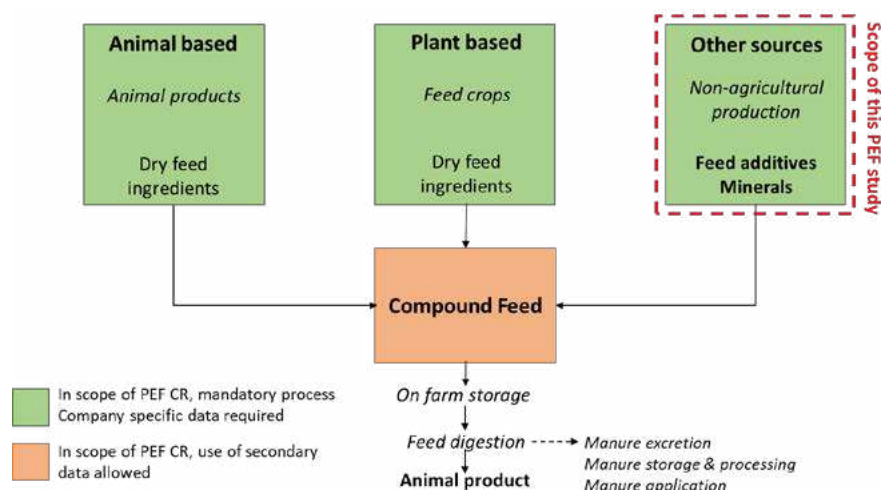 Animal based
Animal products
Dry feed
ingredients
Plant based
Feed crops
Dry feed
ingredients
Other sources
Non-agricultural
production
Feed additives
Minerals
Scope of this PEF study
Compound Feed
In scope of PEF CR, mandatory process
Company specific data required
In scope of PEF CR, use of secondary
data allowed
On farm storage
Feed digestion
Animal product
Manure excretion
Manure storage & processing
Manure application